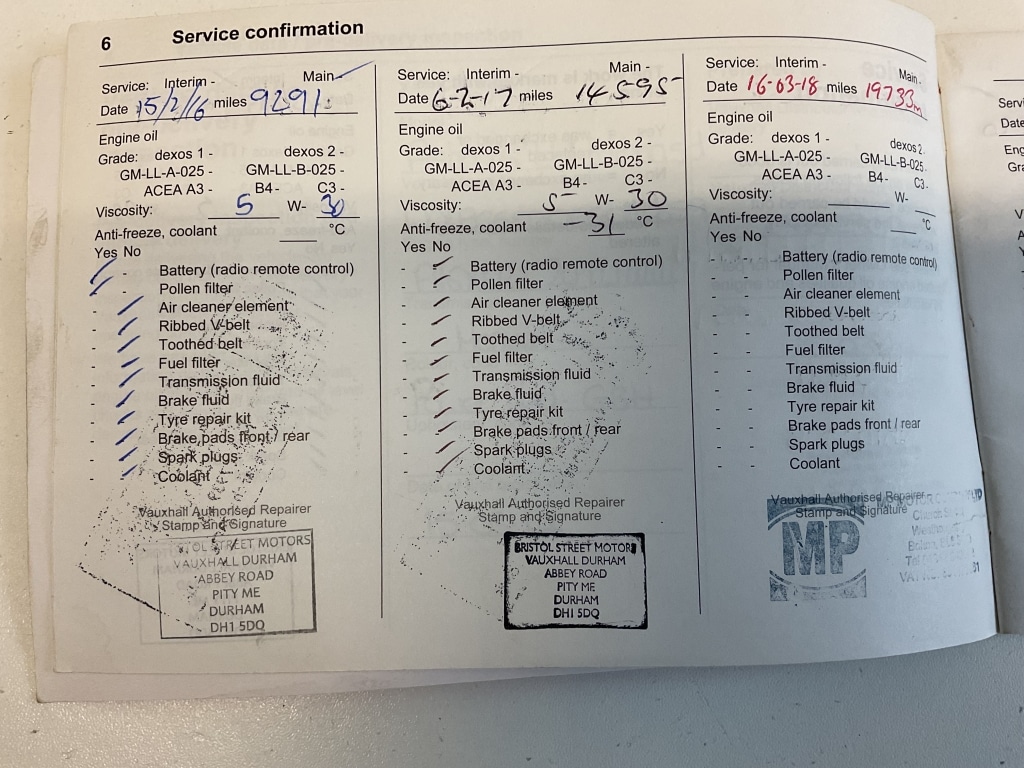 6 Service confirmation
Service: Interim - Main -
Date 15/2/16 miles 9291
Engine oil
Grade: dexos 1 - dexos 2 -
GM-LL-A-025 - GM-LL-B-025 -
ACEA A3 - B4 - C3 -
Viscosity: 5 W- 30
Anti-freeze, coolant °C
Yes No
- Battery (radio remote control)
- Pollen filter
- Air cleaner element
- Ribbed V-belt
- Toothed belt
- Fuel filter
- Transmission fluid
- Brake fluid
- Tyre repair kit
- Brake pads front / rear
- Spark plugs
- Coolant
Vauxhall Authorised Repairer
Stamp and Signature
BRISTOL STREET MOTORS
VAUXHALL DURHAM
ABBEY ROAD
PITY ME
DURHAM
DH1 5DQ
Service: Interim - Main -
Date 6-2-17 miles 14595
Engine oil
Grade: dexos 1 - dexos 2 -
GM-LL-A-025 - GM-LL-B-025 -
ACEA A3 - B4 - C3 -
Viscosity: 5 W- 30
Anti-freeze, coolant -31 °C
Yes No
- Battery (radio remote control)
- Pollen filter
- Air cleaner element
- Ribbed V-belt
- Toothed belt
- Fuel filter
- Transmission fluid
- Brake fluid
- Tyre repair kit
- Brake pads front / rear
- Spark plugs
- Coolant
Vauxhall Authorised Repairer
Stamp and Signature
BRISTOL STREET MOTORS
VAUXHALL DURHAM
ABBEY ROAD
PITY ME
DURHAM
DH1 5DQ
Service: Interim - Main -
Date 16-03-18 miles 19733m
Engine oil
Grade: dexos 1 - dexos 2 -
GM-LL-A-025 - GM-LL-B-025 -
ACEA A3 - B4 - C3 -
Viscosity: W-
Anti-freeze, coolant °C
Yes No
- - Battery (radio remote control)
- - Pollen filter
- - Air cleaner element
- - Ribbed V-belt
- - Toothed belt
- - Fuel filter
- - Transmission fluid
- - Brake fluid
- - Tyre repair kit
- - Brake pads front / rear
- - Spark plugs
- - Coolant
Vauxhall Authorised Repairer
Stamp and Signature
MP